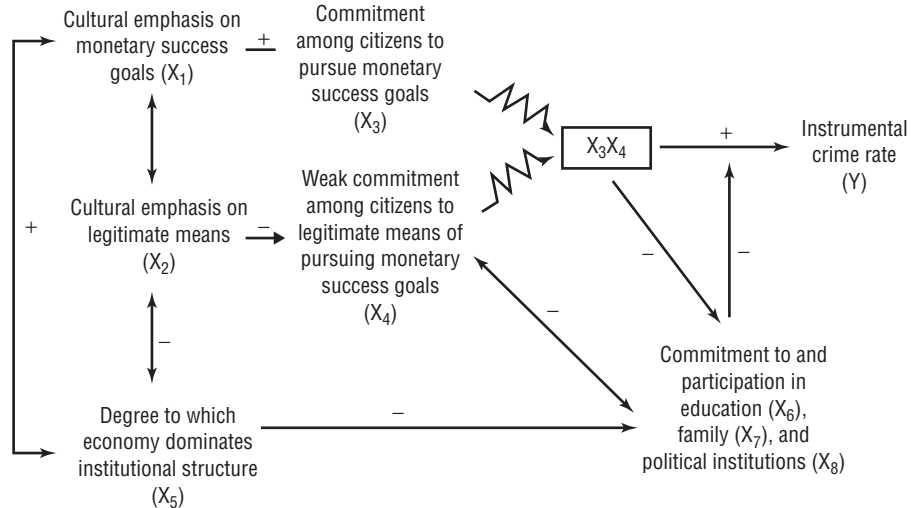 Cultural emphasis on
monetary success
goals (X₁)
+
Commitment
among citizens to
pursue monetary
success goals
(X₃)
X₃X₄
+
Instrumental
crime rate
(Y)
+
Cultural emphasis on
legitimate means
(X₂)
–
Weak commitment
among citizens to
legitimate means of
pursuing monetary
success goals
(X₄)
–
–
–
–
Degree to which
economy dominates
institutional structure
(X₅)
–
Commitment to and
participation in
education (X₆),
family (X₇), and
political institutions (X₈)